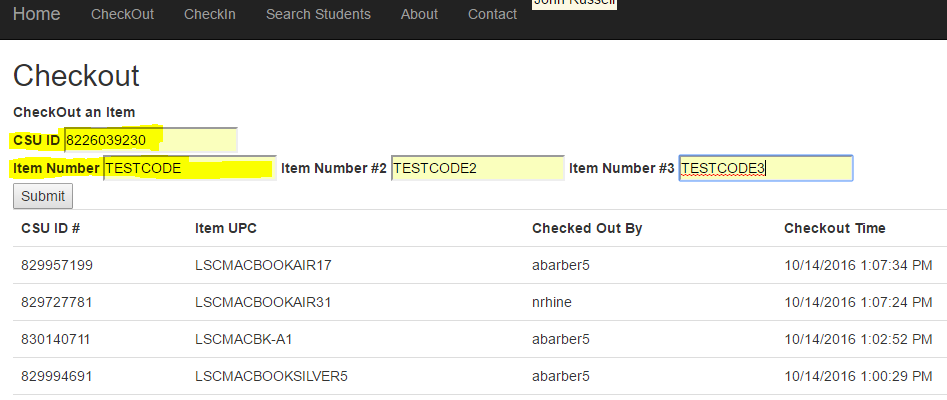 Home CheckOut CheckIn Search Students About Contact John Russell
Checkout
CheckOut an Item
CSU ID 8226039230
Item Number TESTCODE Item Number #2 TESTCODE2 Item Number #3 TESTCODE3
Submit
CSU ID # Item UPC Checked Out By Checkout Time
829957199 LSCMACBOOKAIR17 abarber5 10/14/2016 1:07:34 PM
829727781 LSCMACBOOKAIR31 nrhine 10/14/2016 1:07:24 PM
830140711 LSCMACBK-A1 abarber5 10/14/2016 1:02:52 PM
829994691 LSCMACBOOKSILVER5 abarber5 10/14/2016 1:00:29 PM